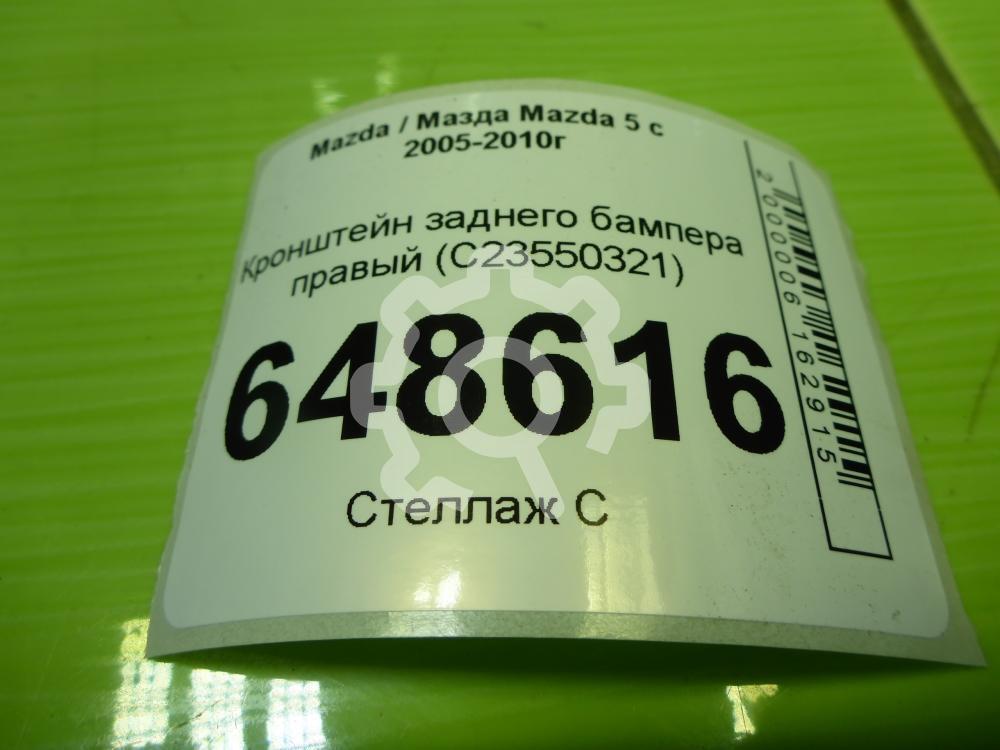 Mazda / Мазда Mazda 5 с
2005-2010г
Кронштейн заднего бампера
правый (C23550321)
648616
Стеллаж С
2000006162915